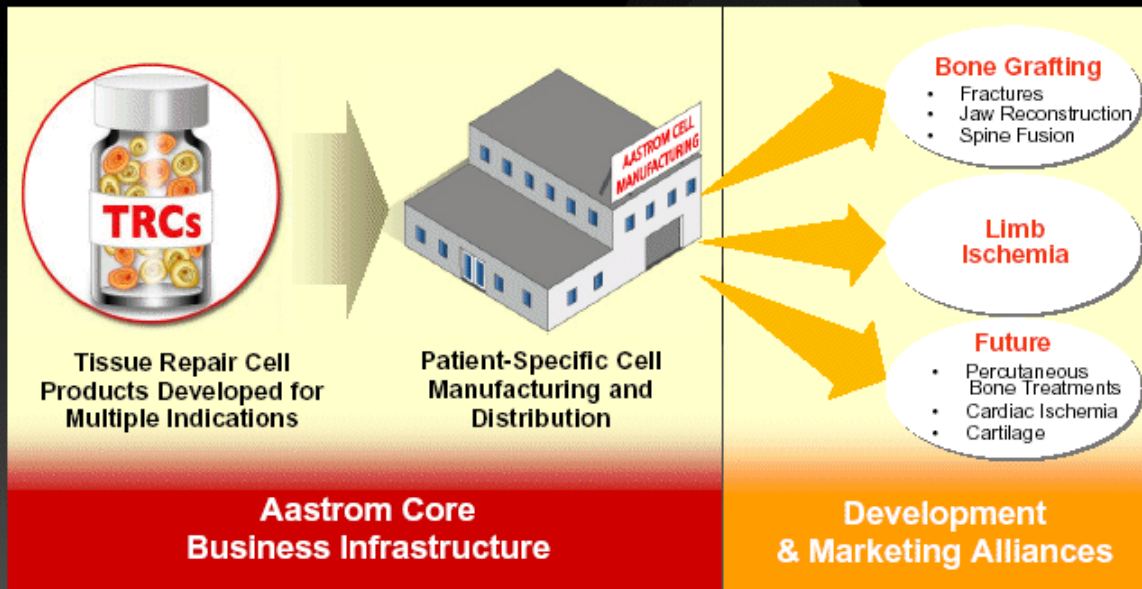 TRCs
Tissue Repair Cell
Products Developed for
Multiple Indications
AASTROM CELL
MANUFACTURING
Patient-Specific Cell
Manufacturing and
Distribution
Bone Grafting
• Fractures
• Jaw Reconstruction
• Spine Fusion
Limb
Ischemia
Future
• Percutaneous
Bone Treatments
• Cardiac Ischemia
• Cartilage
Aastrom Core
Business Infrastructure
Development
& Marketing Alliances